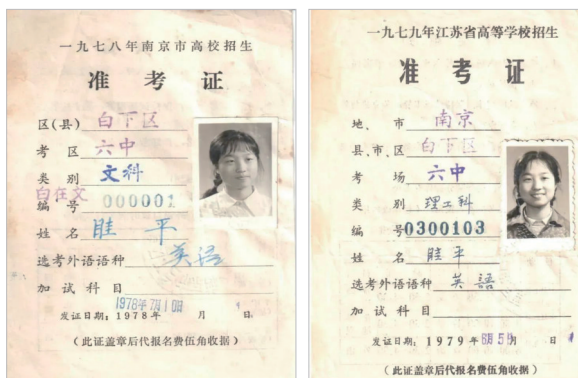 一九七八年南京市高校招生
准考证
区(县) 白下区
考区 六中
类别 文科
白在文
编号 000001
姓名 眭平
选考外语语种 英语
加试科目
1978年7月10日
发证日期:1978年 月 日
(此证盖章后代报名费伍角收据)
一九七九年江苏省高等学校招生
准考证
地、市 南京
县、市、区 白下区
考场 六中
类别 理工科
编号 0300103
姓名 眭平
选考外语语种 英語
加试科目
发证日期:1979年6月5日 月 日
(此证盖章后代报名费伍角收据)